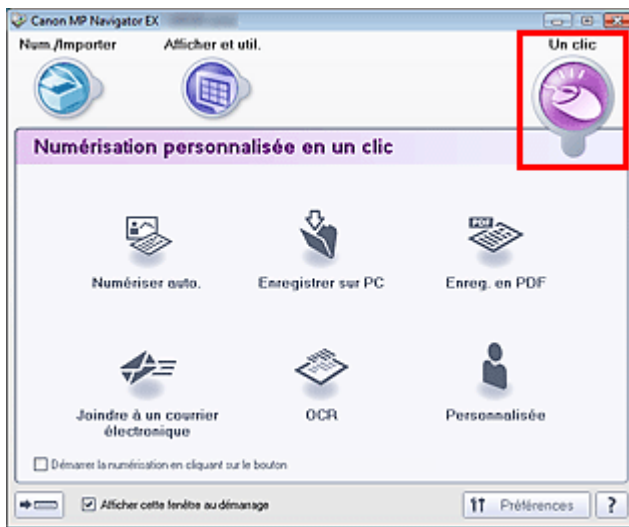 Canon MP Navigator EX
Num./Importer
Afficher et util.
Un clic
Numérisation personnalisée en un clic
Numériser auto.
Enregistrer sur PC
PDF
Enreg. en PDF
Joindre à un courrier
électronique
OCR
Personnalisée
Démarrer la numérisation en cliquant sur le bouton
Afficher cette fenêtre au démarrage
Préférences
?